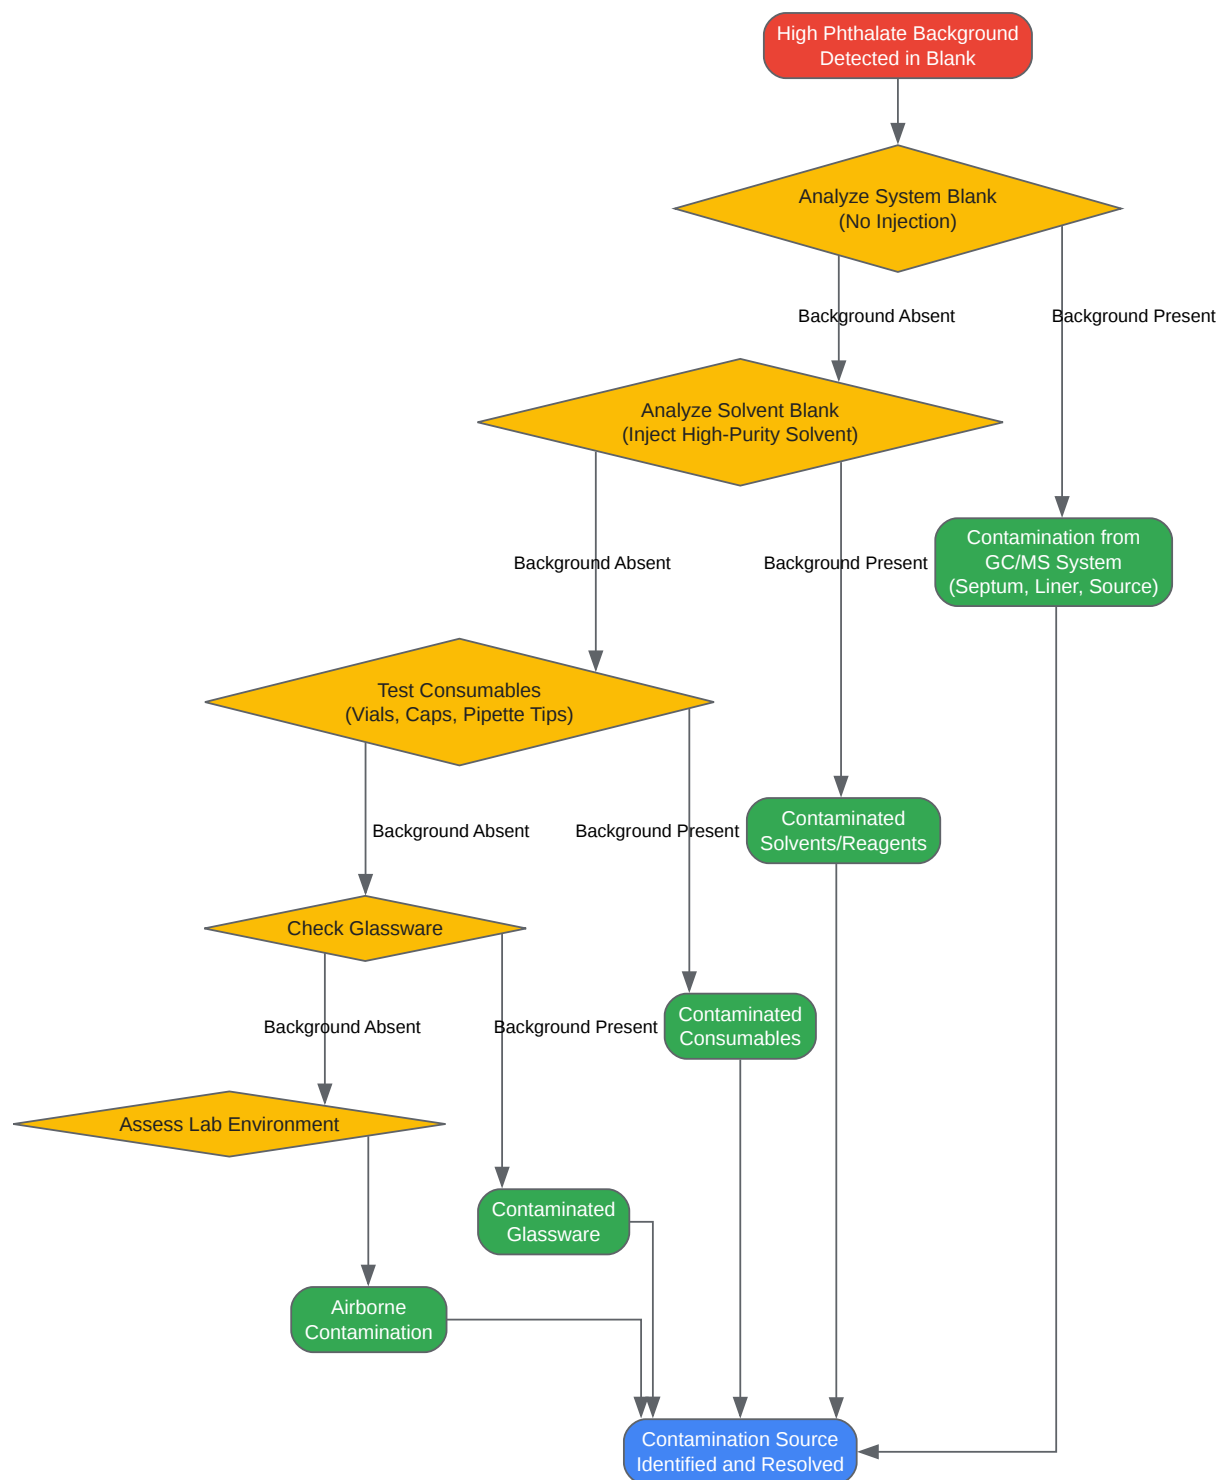 High Phthalate Background
Detected in Blank
Analyze System Blank
(No Injection)
Background Absent
Background Present
Analyze Solvent Blank
(Inject High-Purity Solvent)
Background Absent
Background Present
Contamination from
GC/MS System
(Septum, Liner, Source)
Test Consumables
(Vials, Caps, Pipette Tips)
Background Absent
Background Present
Contaminated
Solvents/Reagents
Check Glassware
Background Absent
Background Present
Contaminated
Consumables
Assess Lab Environment
Contaminated
Glassware
Airborne
Contamination
Contamination Source
Identified and Resolved